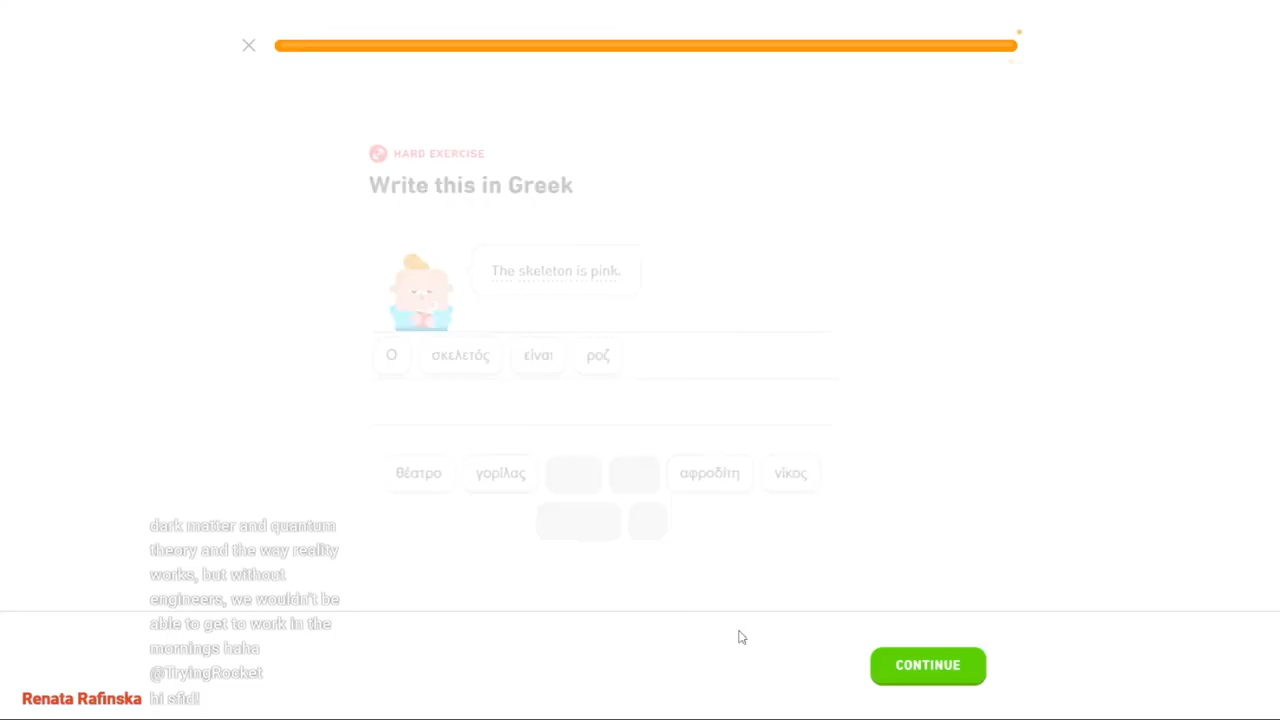 HARD EXERCISE
Write this in Greek
The skeleton is pink.
Ο σκελετός είναι ροζ
θέατρο γορίλας αφροδίτη νίκος
dark matter and quantum
theory and the way reality
works, but without
engineers, we wouldn't be
able to get to work in the
mornings haha
@TryingRocket
CONTINUE
Renata Rafinska hi sfid!